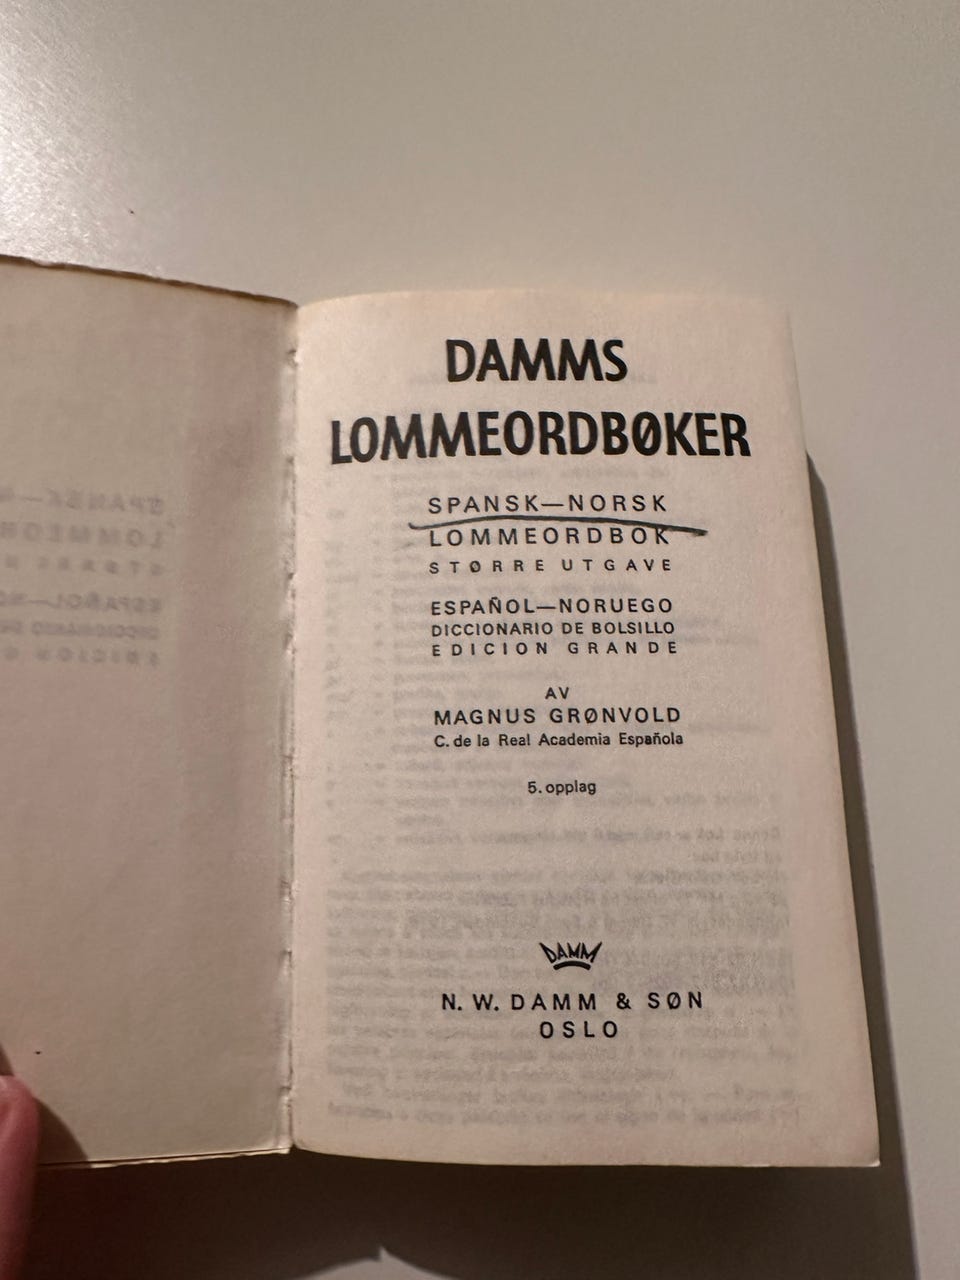 DAMMS
LOMMEORDBØKER
SPANSK—NORSK
LOMMEORDBOK
STØRRE UTGAVE
ESPAÑOL—NORUEGO
DICCIONARIO DE BOLSILLO
EDICION GRANDE
AV
MAGNUS GRØNVOLD
C. de la Real Academia Española
5. opplag
DAMM
N. W. DAMM & SØN
OSLO